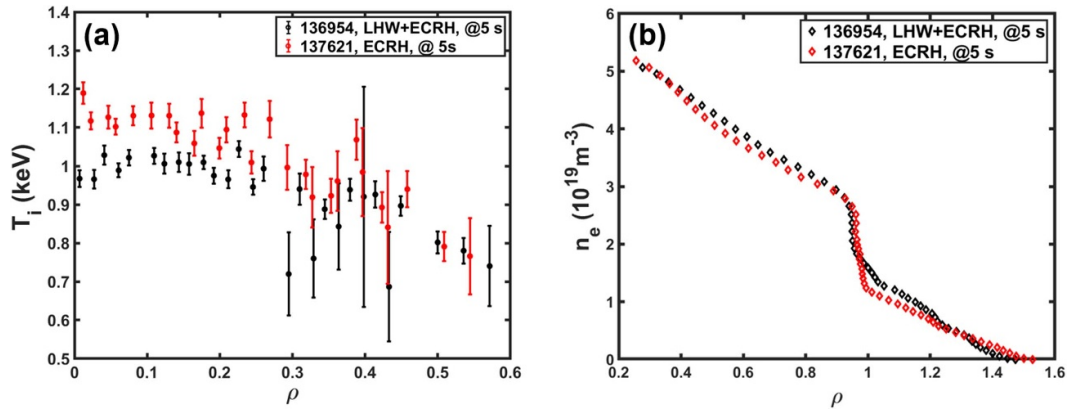 (a)
136954, LHW+ECRH, @5 s
137621, ECRH, @ 5s
1.4
1.3
1.2
1.1
1
0.9
0.8
0.7
0.6
0.5
T_i (keV)
0 0.1 0.2 0.3 0.4 0.5 0.6
ρ
(b)
136954, LHW+ECRH, @5 s
137621, ECRH, @5 s
6
5
4
3
2
1
0
n_e (10^19 m^-3)
0.2 0.4 0.6 0.8 1 1.2 1.4 1.6
ρ